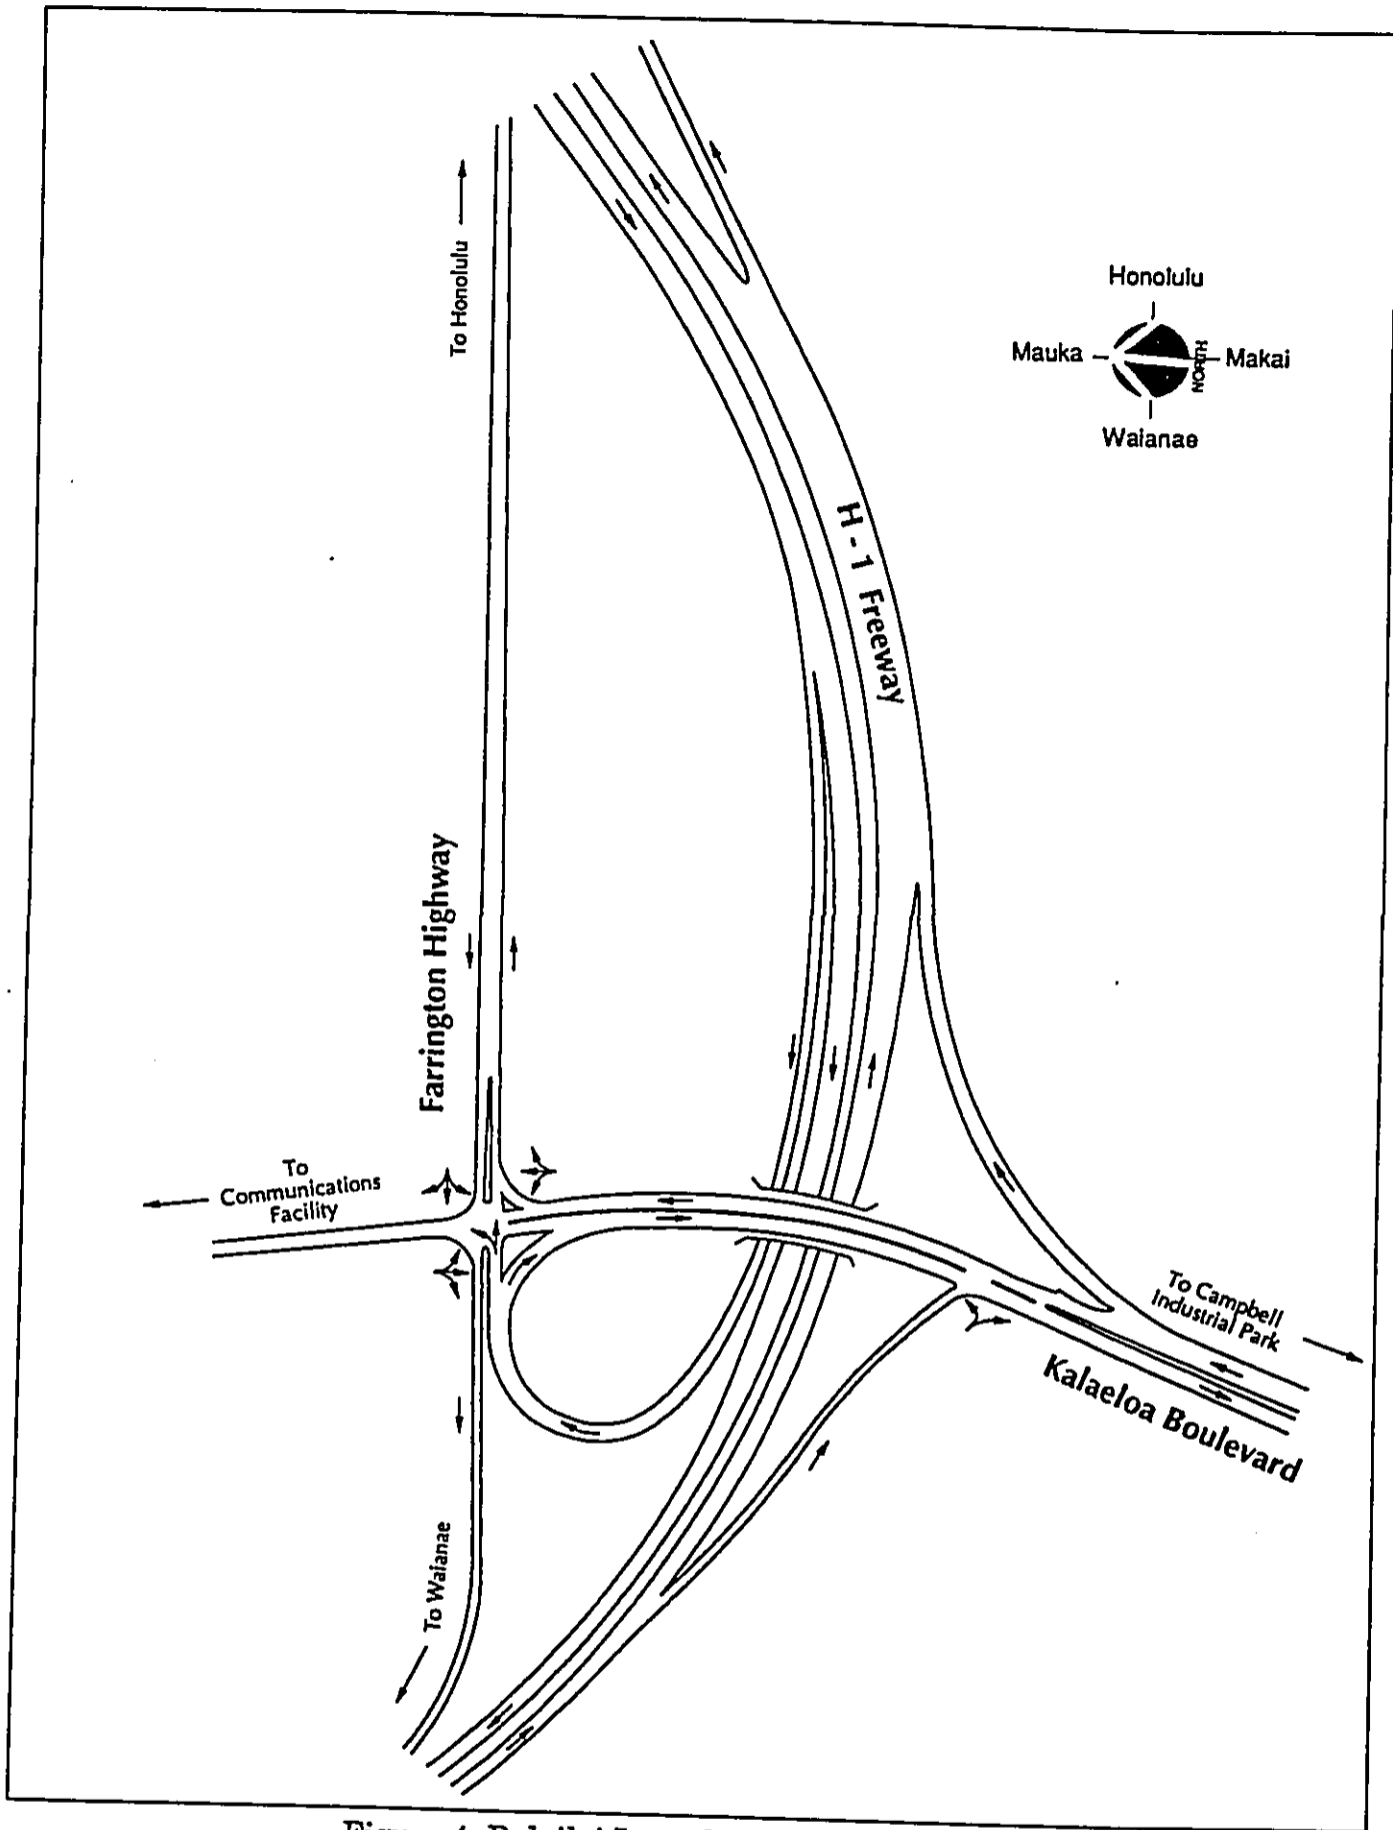 To Honolulu
Honolulu
Mauka
Makai
NORTH
Waianae
H - 1 Freeway
Farrington Highway
To
Communications
Facility
To Campbell
Industrial Park
Kalaeloa Boulevard
To Waianae